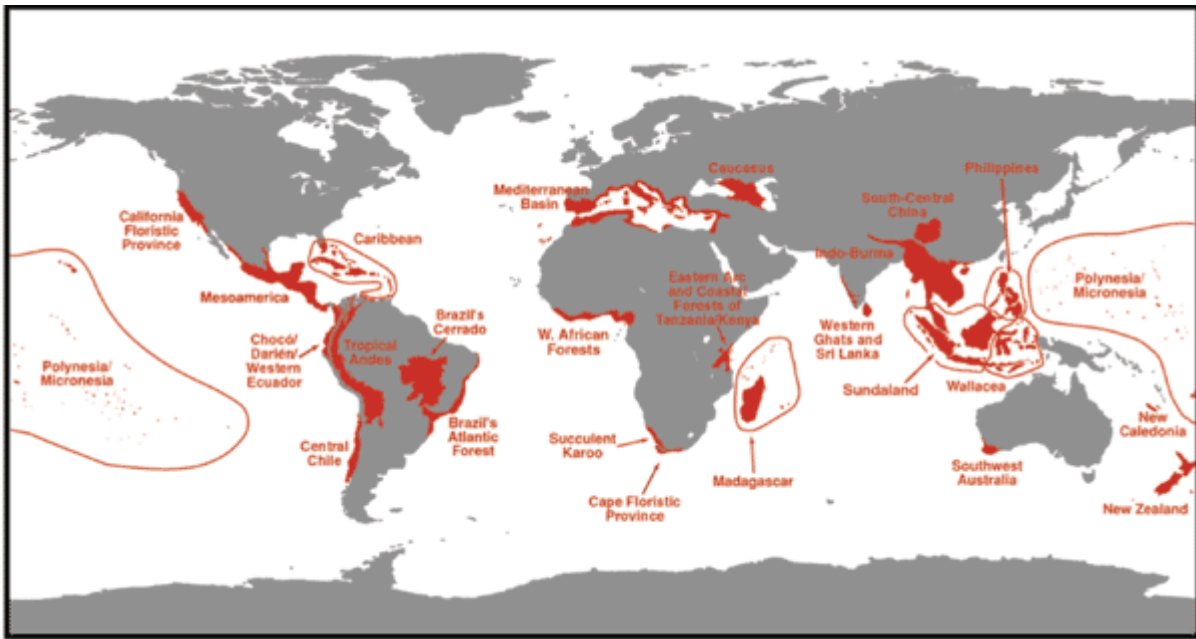 Philippines
Caucasus
Mediterranean
Basin
South-Central
China
California
Floristic
Province
Caribbean
Indo-Burma
Eastern Arc
and Coastal
Forests of
Tanzania/Kenya
Polynesia/
Micronesia
Mesoamerica
Brazil's
Cerrado
W. African
Forests
Western
Ghats and
Sri Lanka
Chocó/
Darién/
Western
Ecuador
Tropical
Andes
Polynesia/
Micronesia
Sundaland
Wallacea
New
Caledonia
Brazil's
Atlantic
Forest
Central
Chile
Succulent
Karoo
Madagascar
Southwest
Australia
Cape Floristic
Province
New Zealand